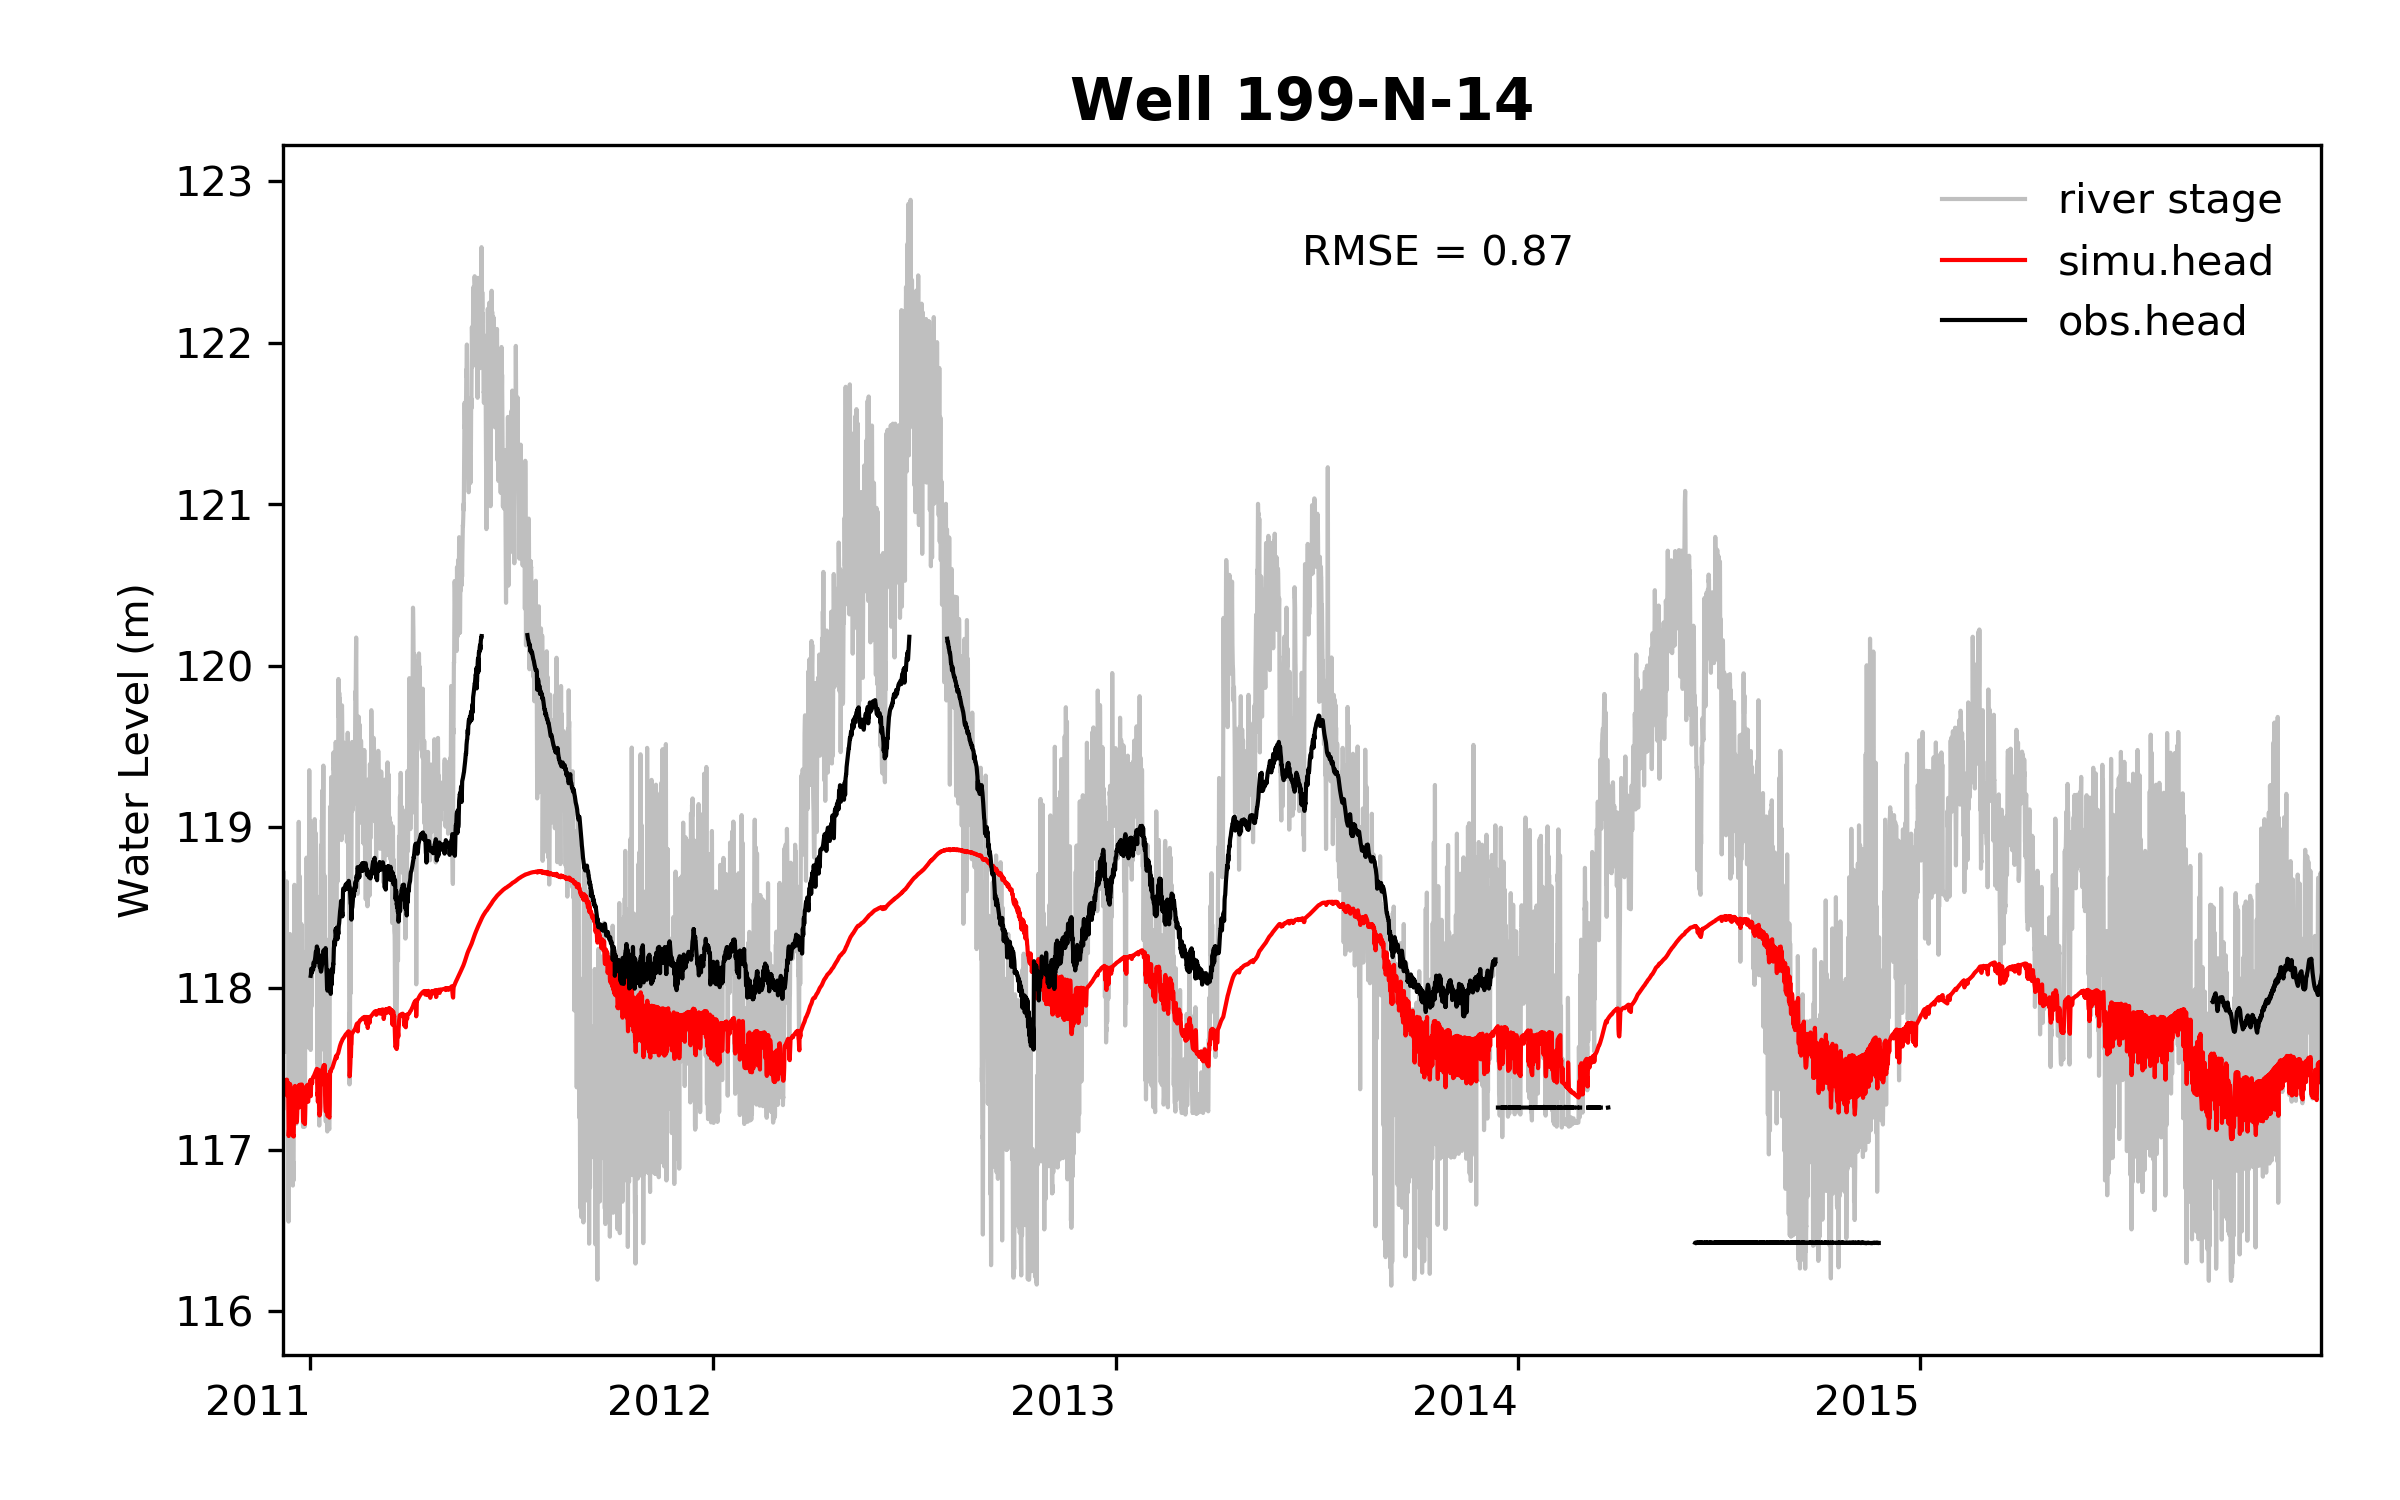 Well 199-N-14
123
122
121
120
119
118
117
116
Water Level (m)
RMSE = 0.87
river stage
simu.head
obs.head
2011
2012
2013
2014
2015